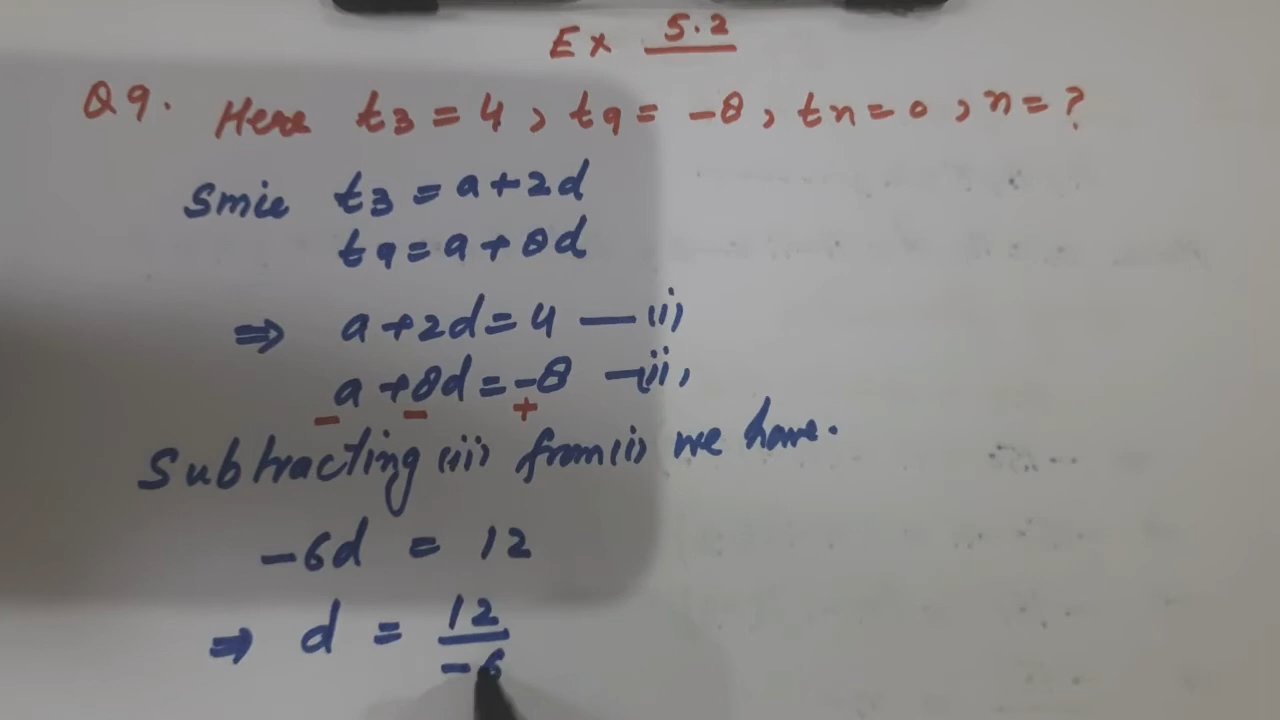 Ex 5.2
Q9. Here t3 = 4, t9 = -8, tn = 0, n = ?
Smie t3 = a+2d
t9 = a + 8d
⇒ a+2d = 4 — (i)
a +8d = -8 — (ii)
- - +
Subtracting (ii) from (i) we have.
-6d = 12
⇒ d = 12/-6